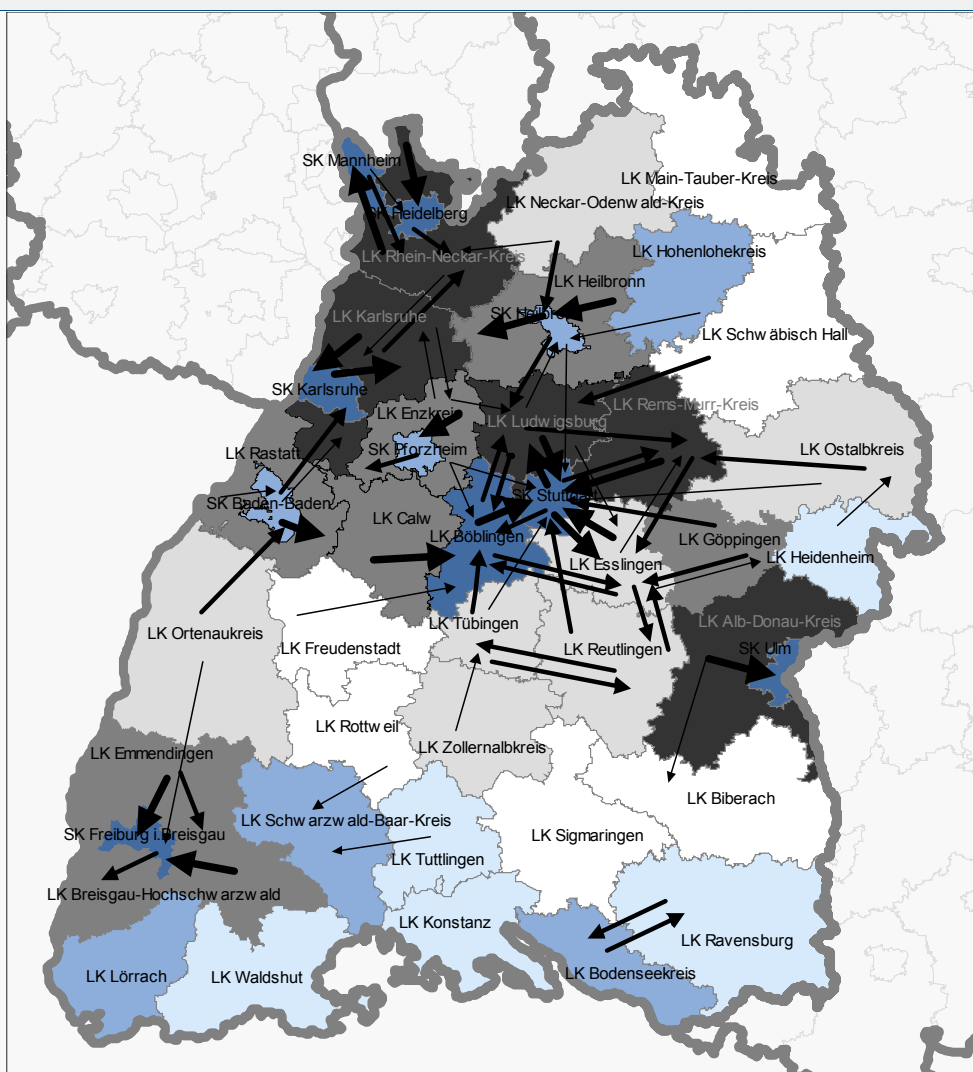 SK Mannheim
LK Main-Tauber-Kreis
LK Neckar-Odenwald-Kreis
SK Heidelberg
LK Rhein-Neckar-Kreis
LK Hohenlohekreis
LK Heilbronn
LK Karlsruhe
SK Heilbronn
LK Schwäbisch Hall
SK Karlsruhe
LK Enzkreis
LK Ludwigsburg
LK Rems-Murr-Kreis
LK Rastatt
SK Pforzheim
LK Ostalbkreis
SK Baden-Baden
SK Stuttgart
LK Calw
LK Böblingen
LK Göppingen
LK Heidenheim
LK Esslingen
LK Ortenaukreis
LK Tübingen
LK Alb-Donau-Kreis
LK Freudenstadt
LK Reutlingen
SK Ulm
LK Rottweil
LK Zollernalbkreis
LK Emmendingen
LK Biberach
SK Freiburg i.Breisgau
LK Schwarzwald-Baar-Kreis
LK Sigmaringen
LK Tuttlingen
LK Breisgau-Hochschwarzwald
LK Konstanz
LK Ravensburg
LK Lörrach
LK Waldshut
LK Bodenseekreis